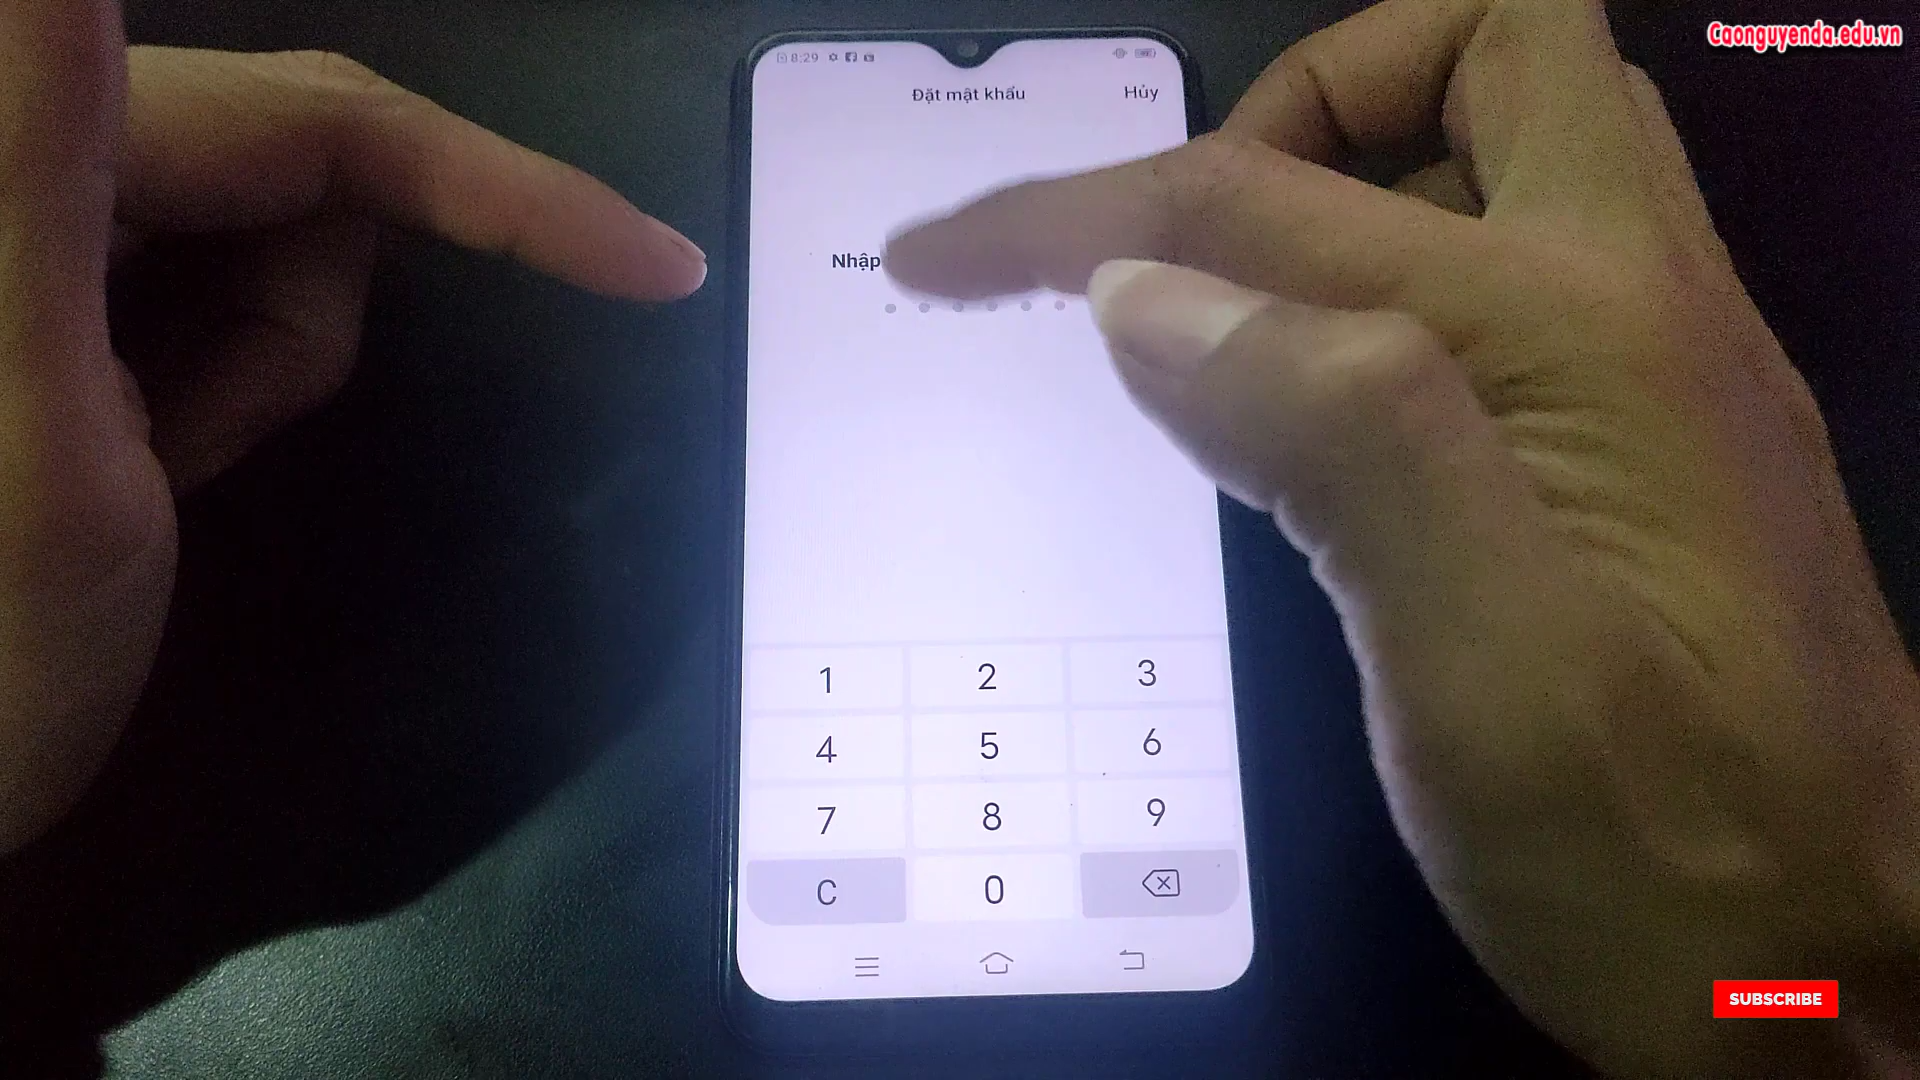 Caonguyenda.edu.vn
8:29
Đặt mật khẩu
Hủy
Nhập
1 2 3
4 5 6
7 8 9
C 0
SUBSCRIBE